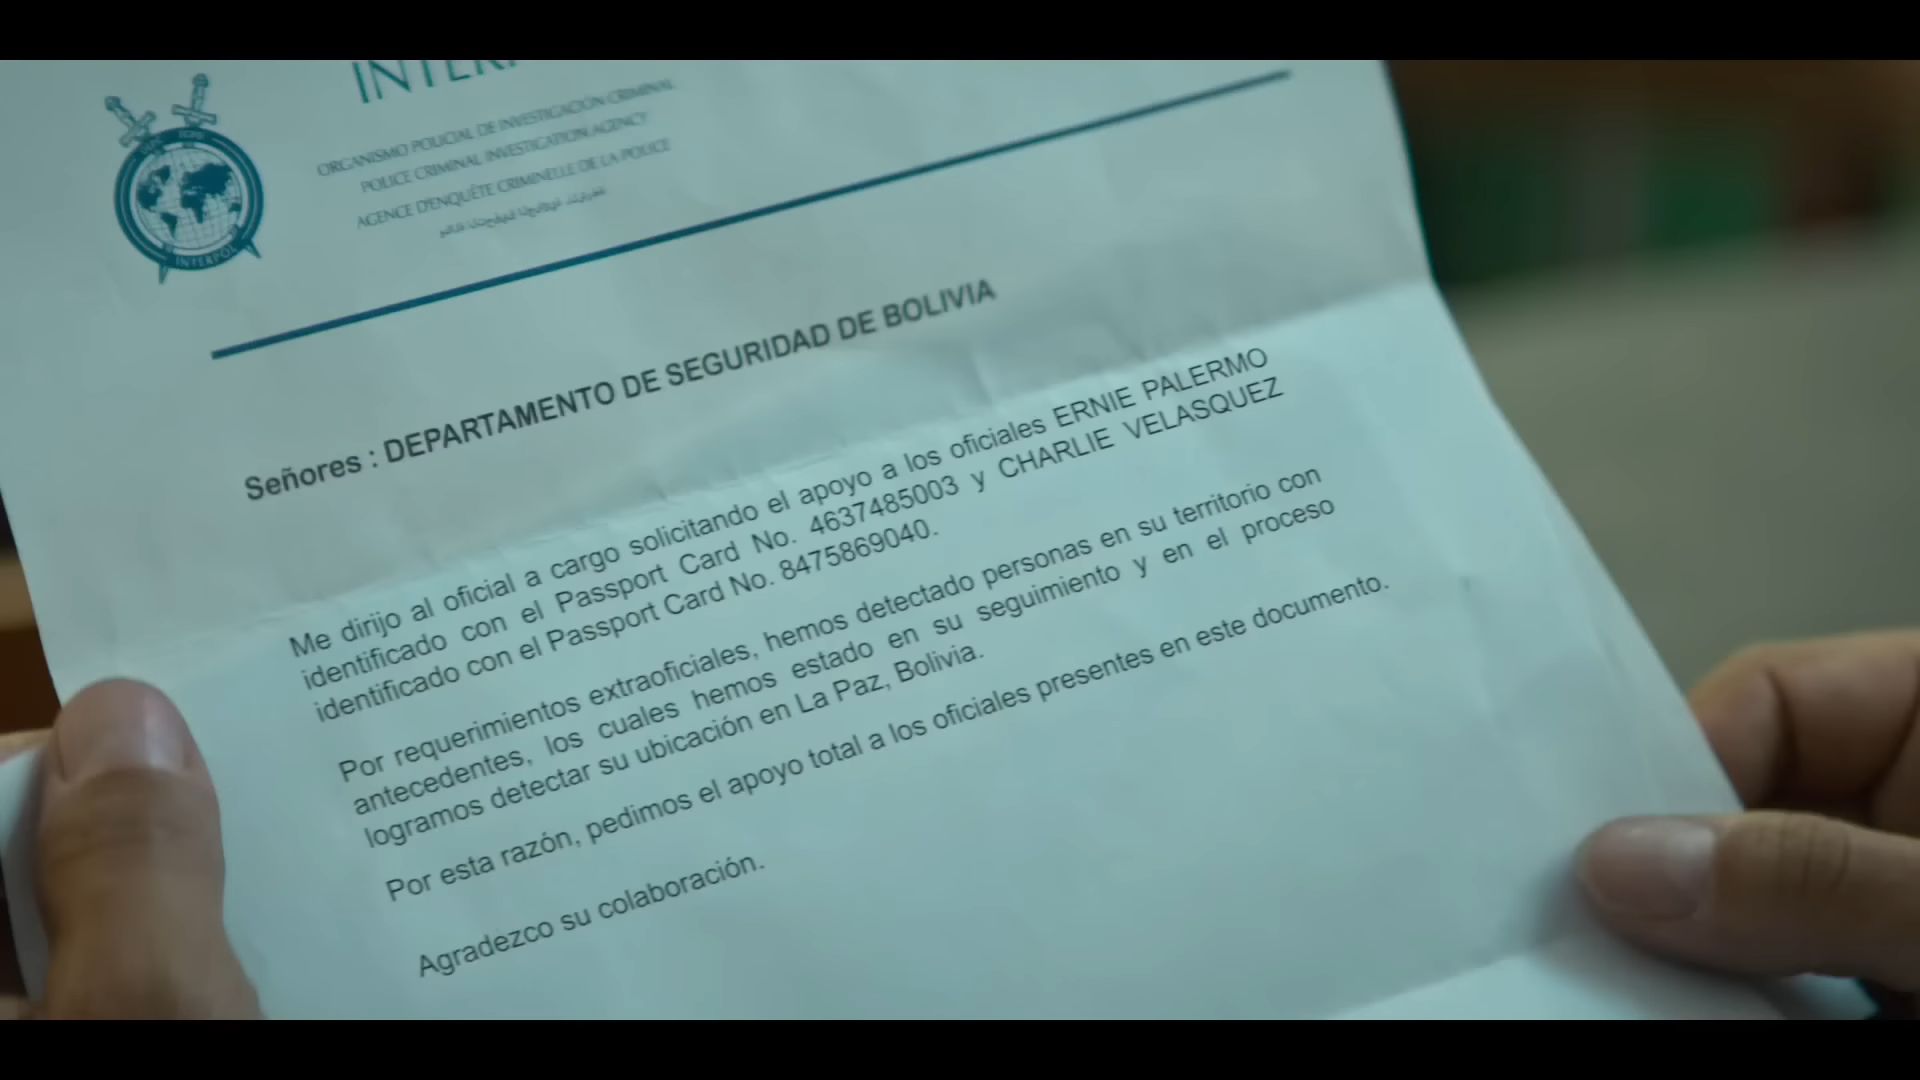 ORGANISMO POLICIAL DE INVESTIGACIÓN CRIMINAL
POLICE CRIMINAL INVESTIGATION AGENCY
AGENCE D'ENQUÊTE CRIMINELLE DE LA POLICE
INTERPOL
Señores : DEPARTAMENTO DE SEGURIDAD DE BOLIVIA
Me dirijo al oficial a cargo solicitando el apoyo a los oficiales ERNIE PALERMO
identificado con el Passport Card No. 4637485003 y CHARLIE VELASQUEZ
identificado con el Passport Card No. 8475869040.
Por requerimientos extraoficiales, hemos detectado personas en su territorio con
antecedentes, los cuales hemos estado en su seguimiento y en el proceso
logramos detectar su ubicación en La Paz, Bolivia.
Por esta razón, pedimos el apoyo total a los oficiales presentes en este documento.
Agradezco su colaboración.